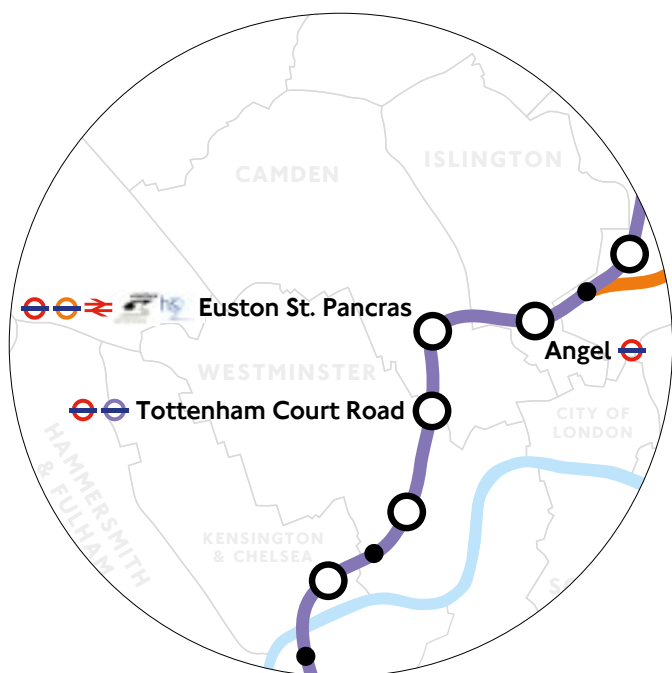 ISLINGTON
CAMDEN
Euston St. Pancras
Angel
WESTMINSTER
Tottenham Court Road
CITY OF
LONDON
HAMMERSMITH
& FULHAM
KENSINGTON
& CHELSEA